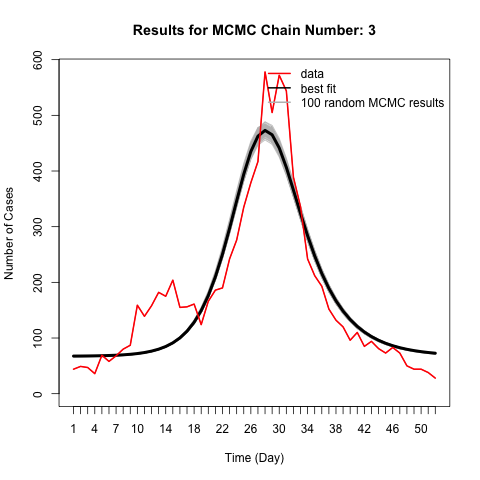 Results for MCMC Chain Number: 3
data
best fit
100 random MCMC results
Number of Cases
600
500
400
300
200
100
0
1 4 7 10 14 18 22 26 30 34 38 42 46 50
Time (Day)